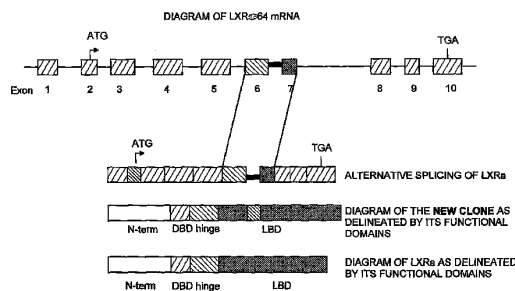 DIAGRAM OF LXRα64 mRNA
ATG
TGA
Exon 1 2 3 4 5 6 7 8 9 10
ATG
TGA
ALTERNATIVE SPLICING OF LXRα
DIAGRAM OF THE NEW CLONE AS
DELINEATED BY ITS FUNCTIONAL
DOMAINS
N-term DBD hinge LBD
DIAGRAM OF LXRα AS DELINEATED
BY ITS FUNCTIONAL DOMAINS
N-term DBD hinge LBD